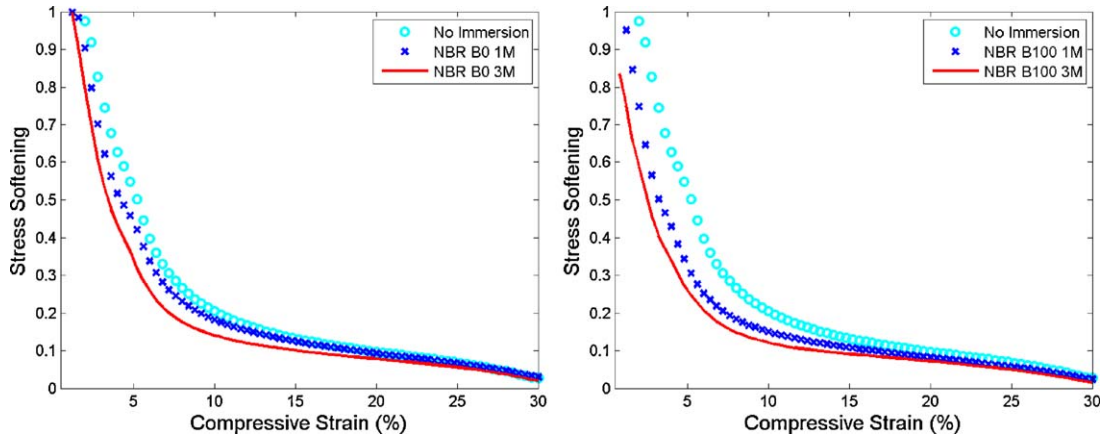 1
0.9
0.8
0.7
0.6
0.5
0.4
0.3
0.2
0.1
0
Stress Softening
No Immersion
NBR B0 1M
NBR B0 3M
5 10 15 20 25 30
Compressive Strain (%)
1
0.9
0.8
0.7
0.6
0.5
0.4
0.3
0.2
0.1
0
Stress Softening
No Immersion
NBR B100 1M
NBR B100 3M
5 10 15 20 25 30
Compressive Strain (%)